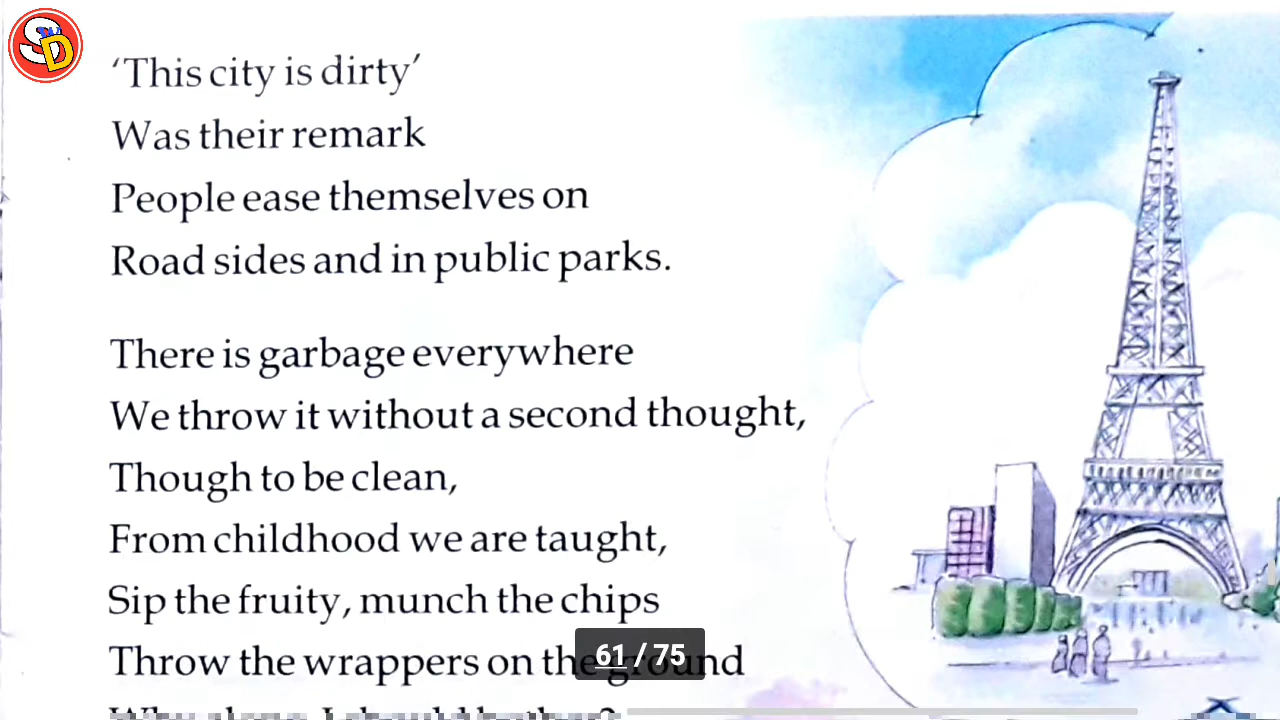 SD
‘This city is dirty’
Was their remark
People ease themselves on
Road sides and in public parks.
There is garbage everywhere
We throw it without a second thought,
Though to be clean,
From childhood we are taught,
Sip the fruity, munch the chips
Throw the wrappers on the ground
61 / 75